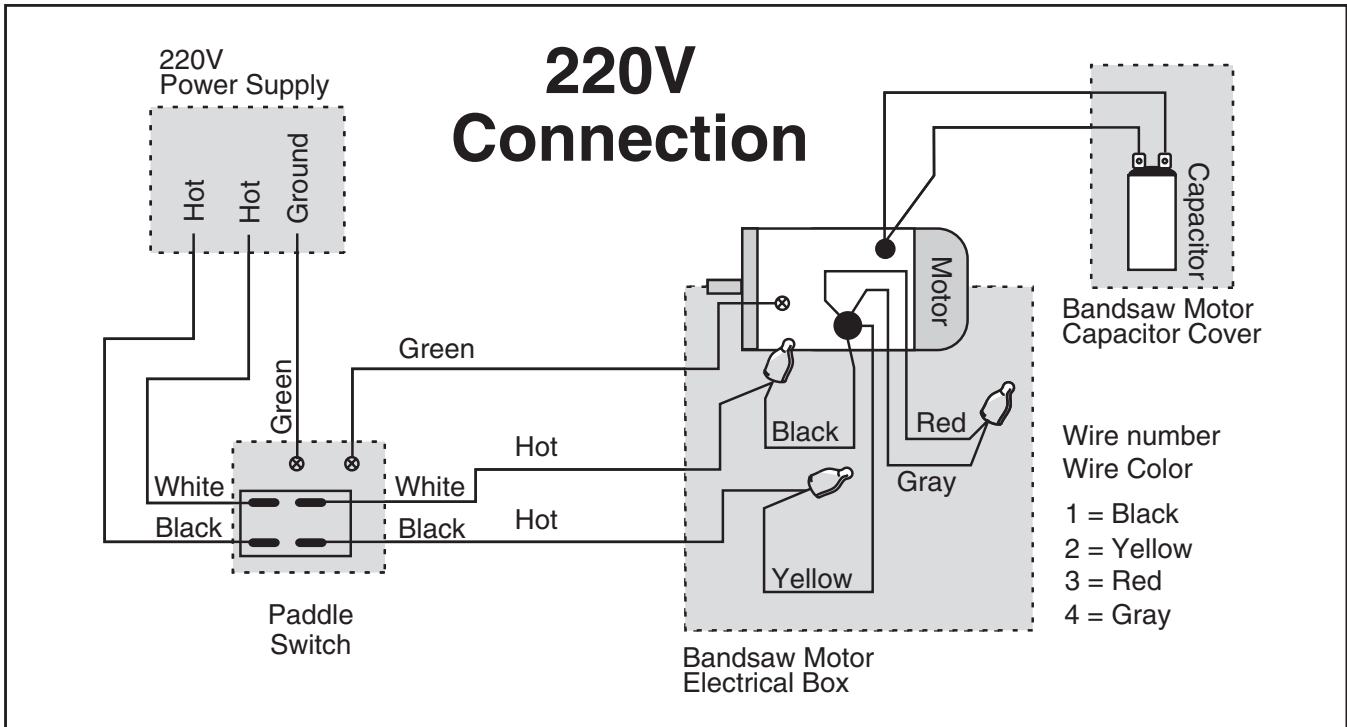 220V
Connection
220V
Power Supply
Hot
Hot
Ground
Green
Green
White
Black
White
Black
Hot
Hot
Paddle
Switch
Motor
Black
Red
Gray
Yellow
Bandsaw Motor
Electrical Box
Capacitor
Bandsaw Motor
Capacitor Cover
Wire number
Wire Color
1 = Black
2 = Yellow
3 = Red
4 = Gray